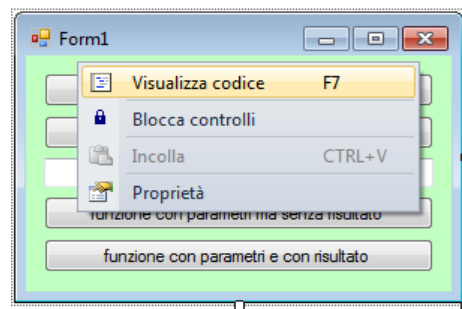 Form1
Visualizza codice F7
Blocca controlli
Incolla CTRL+V
Proprietà
funzione con parametri ma senza risultato
funzione con parametri e con risultato